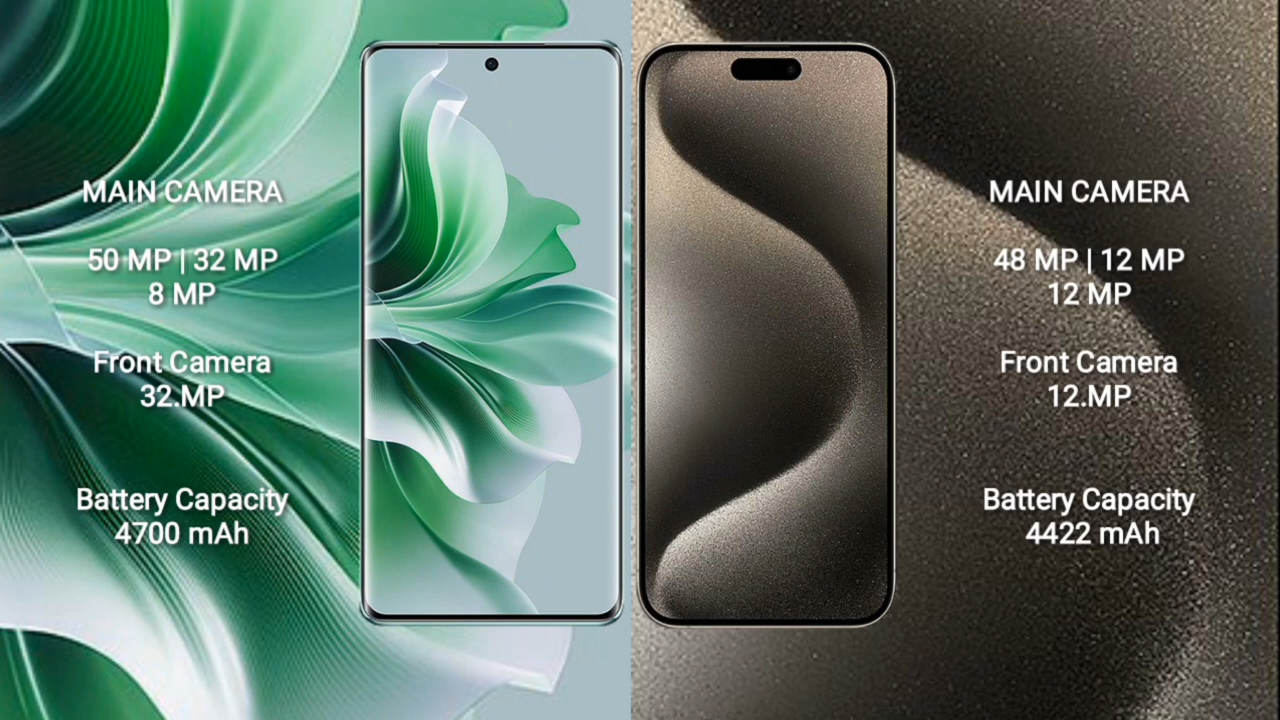 MAIN CAMERA
50 MP | 32 MP
8 MP
Front Camera
32.MP
Battery Capacity
4700 mAh
MAIN CAMERA
48 MP | 12 MP
12 MP
Front Camera
12.MP
Battery Capacity
4422 mAh